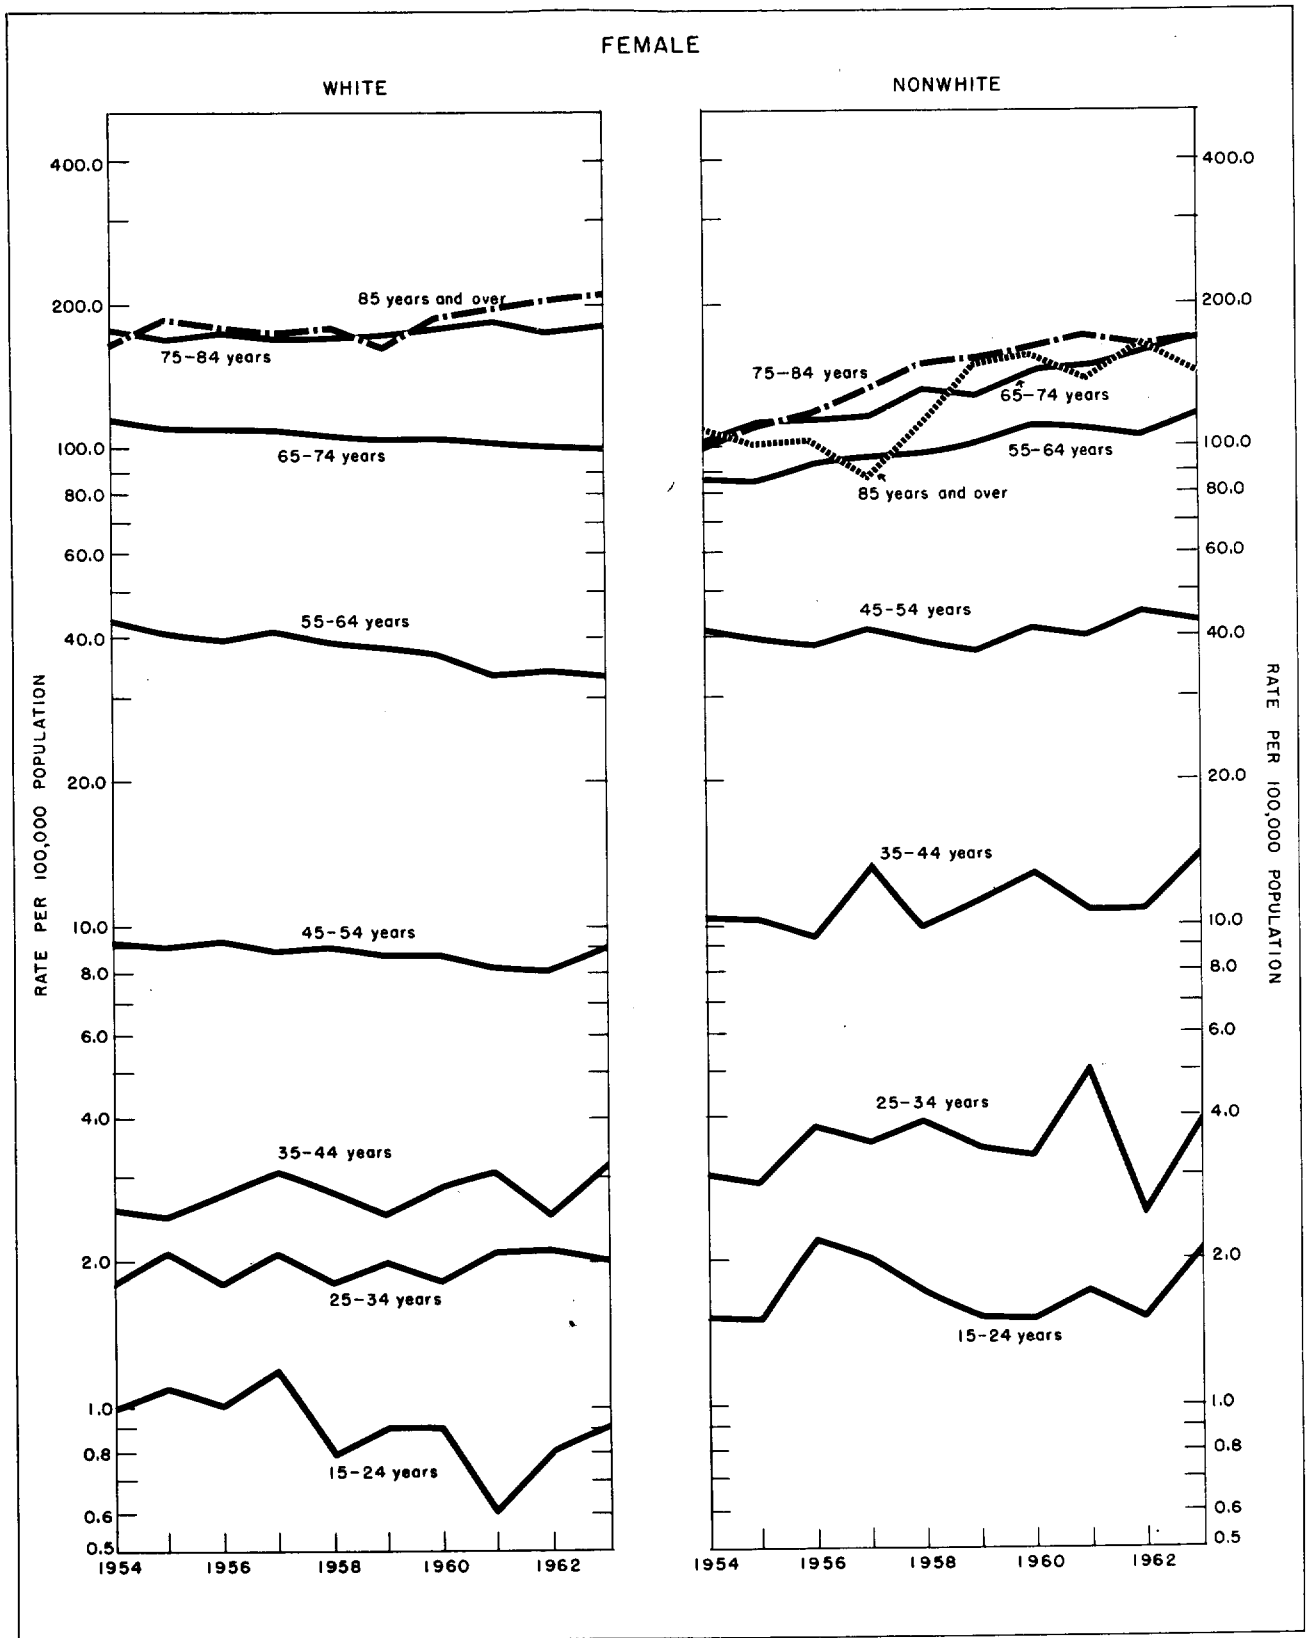 FEMALE
WHITE
NONWHITE
400.0
200.0
100.0
80.0
60.0
40.0
20.0
10.0
8.0
6.0
4.0
2.0
1.0
0.8
0.6
0.5
RATE PER 100,000 POPULATION
85 years and over
75-84 years
65-74 years
55-64 years
45-54 years
35-44 years
25-34 years
15-24 years
1954
1956
1958
1960
1962
75-84 years
65-74 years
55-64 years
85 years and over
45-54 years
35-44 years
25-34 years
15-24 years
1954
1956
1958
1960
1962
400.0
200.0
100.0
80.0
60.0
40.0
20.0
10.0
8.0
6.0
4.0
2.0
1.0
0.8
0.6
0.5
RATE PER 100,000 POPULATION